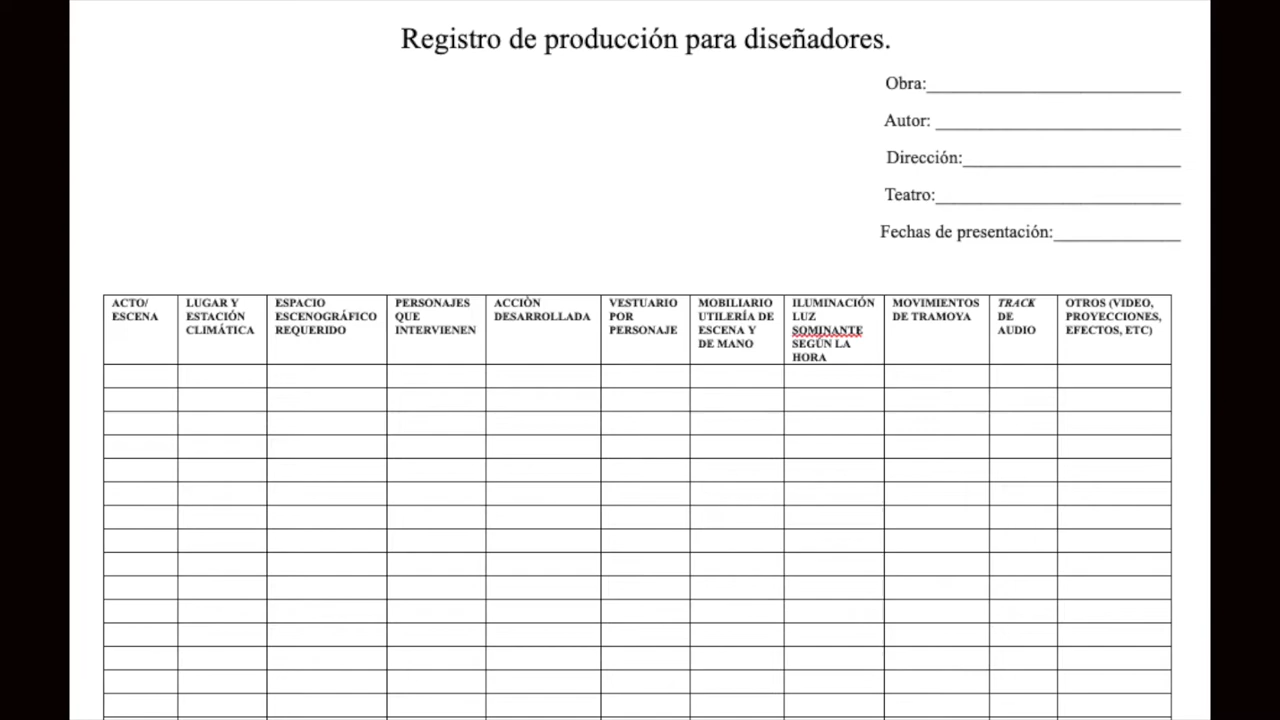 Registro de producción para diseñadores.
Obra:
Autor:
Dirección:
Teatro:
Fechas de presentación:
ACTO/
ESCENA
LUGAR Y
ESTACIÓN
CLIMÁTICA
ESPACIO
ESCENOGRÁFICO
REQUERIDO
PERSONAJES
QUE
INTERVIENEN
ACCIÒN
DESARROLLADA
VESTUARIO
POR
PERSONAJE
MOBILIARIO
UTILERÍA DE
ESCENA Y
DE MANO
ILUMINACIÓN
LUZ
SOMINANTE
SEGÚN LA
HORA
MOVIMIENTOS
DE TRAMOYA
TRACK
DE
AUDIO
OTROS (VIDEO,
PROYECCIONES,
EFECTOS, ETC)